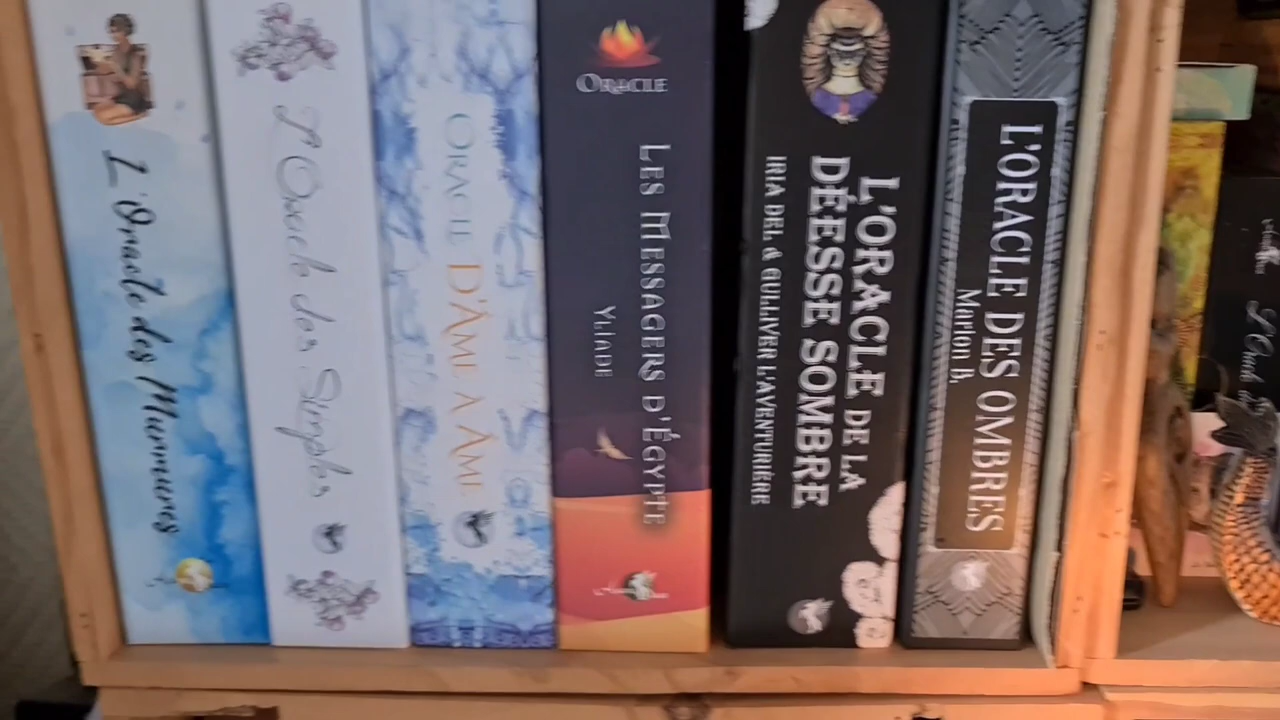 L'Oracle des Murmures
L'Oracle des Simples
ORACLE D'ÂME À ÂME
ORACLE
LES MESSAGERS D'ÉGYPTE
YLIADE
L'ORACLE DE LA
DÉESSE SOMBRE
IRIA DEL & GULLIVER L'AVENTURIÈRE
L'ORACLE DES OMBRES
Marion B.